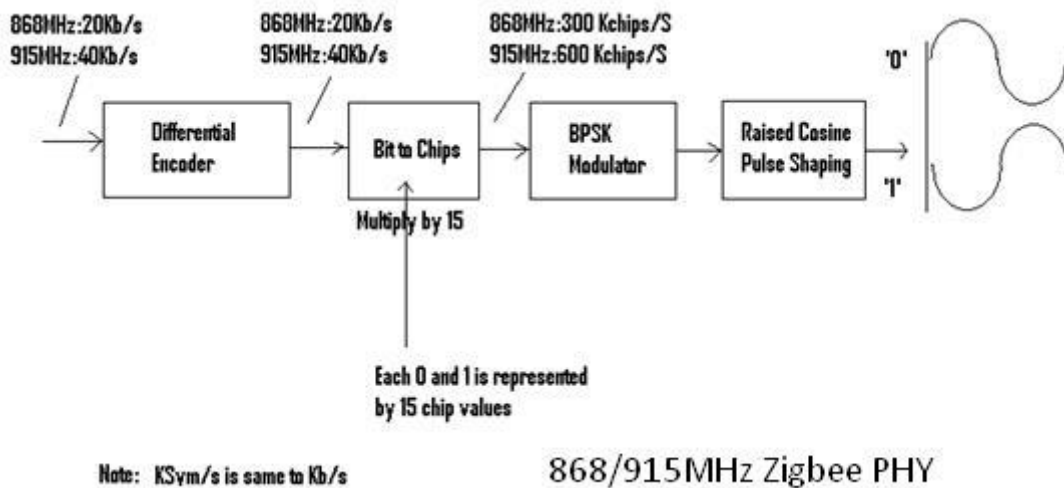 868MHz:20Kb/s
915MHz:40Kb/s
868MHz:20Kb/s
915MHz:40Kb/s
868MHz:300 Kchips/S
915MHz:600 Kchips/S
'0'
Differential
Encoder
Bit to Chips
BPSK
Modulator
Raised Cosine
Pulse Shaping
'1'
Multiply by 15
Each 0 and 1 is represented
by 15 chip values
Note: KSym/s is same to Kb/s
868/915MHz Zigbee PHY